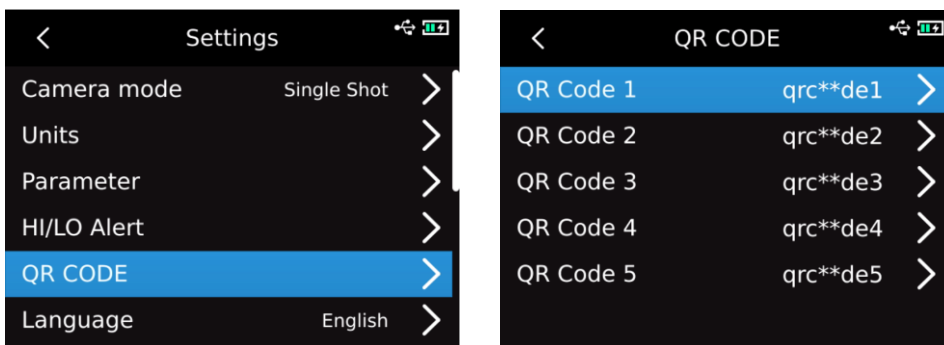 Settings
Camera mode Single Shot
Units
Parameter
HI/LO Alert
QR CODE
Language English
QR CODE
QR Code 1 qrc**de1
QR Code 2 qrc**de2
QR Code 3 qrc**de3
QR Code 4 qrc**de4
QR Code 5 qrc**de5